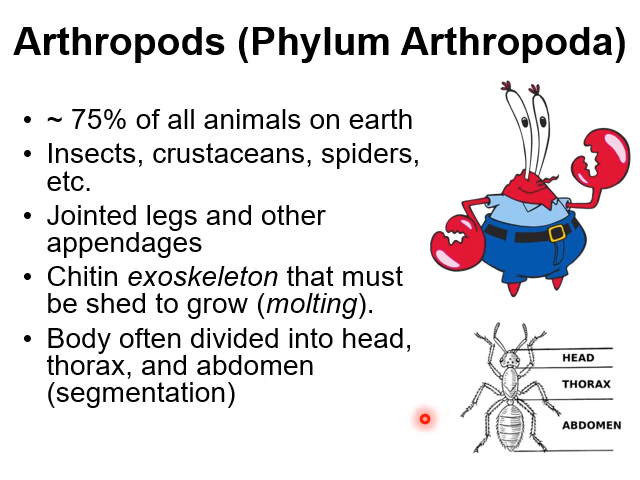 Arthropods (Phylum Arthropoda)
• ~ 75% of all animals on earth
• Insects, crustaceans, spiders,
etc.
• Jointed legs and other
appendages
• Chitin exoskeleton that must
be shed to grow (molting).
• Body often divided into head,
thorax, and abdomen
(segmentation)
HEAD
THORAX
ABDOMEN